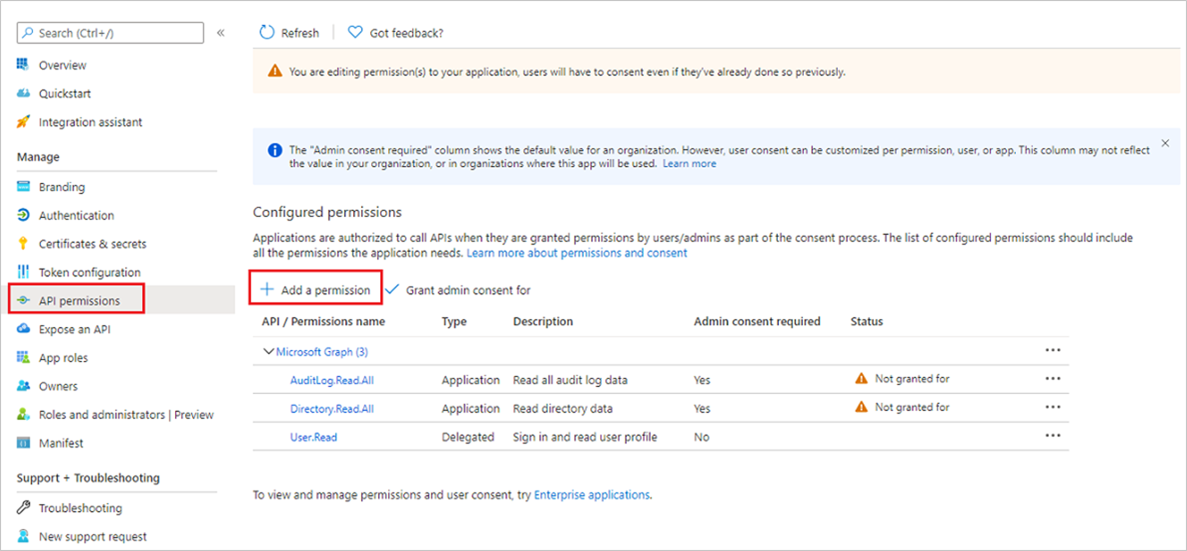 Search (Ctrl+/)
«
Overview
Quickstart
Integration assistant
Manage
Branding
Authentication
Certificates & secrets
Token configuration
API permissions
Expose an API
App roles
Owners
Roles and administrators | Preview
Manifest
Support + Troubleshooting
Troubleshooting
New support request
Refresh
Got feedback?
You are editing permission(s) to your application, users will have to consent even if they've already done so previously.
The "Admin consent required" column shows the default value for an organization. However, user consent can be customized per permission, user, or app. This column may not reflect
the value in your organization, or in organizations where this app will be used. Learn more
Configured permissions
Applications are authorized to call APIs when they are granted permissions by users/admins as part of the consent process. The list of configured permissions should include
all the permissions the application needs. Learn more about permissions and consent
Add a permission Grant admin consent for
API / Permissions name Type Description Admin consent required Status
Microsoft Graph (3)
AuditLog.Read.All Application Read all audit log data Yes Not granted for
Directory.Read.All Application Read directory data Yes Not granted for
User.Read Delegated Sign in and read user profile No
To view and manage permissions and user consent, try Enterprise applications.